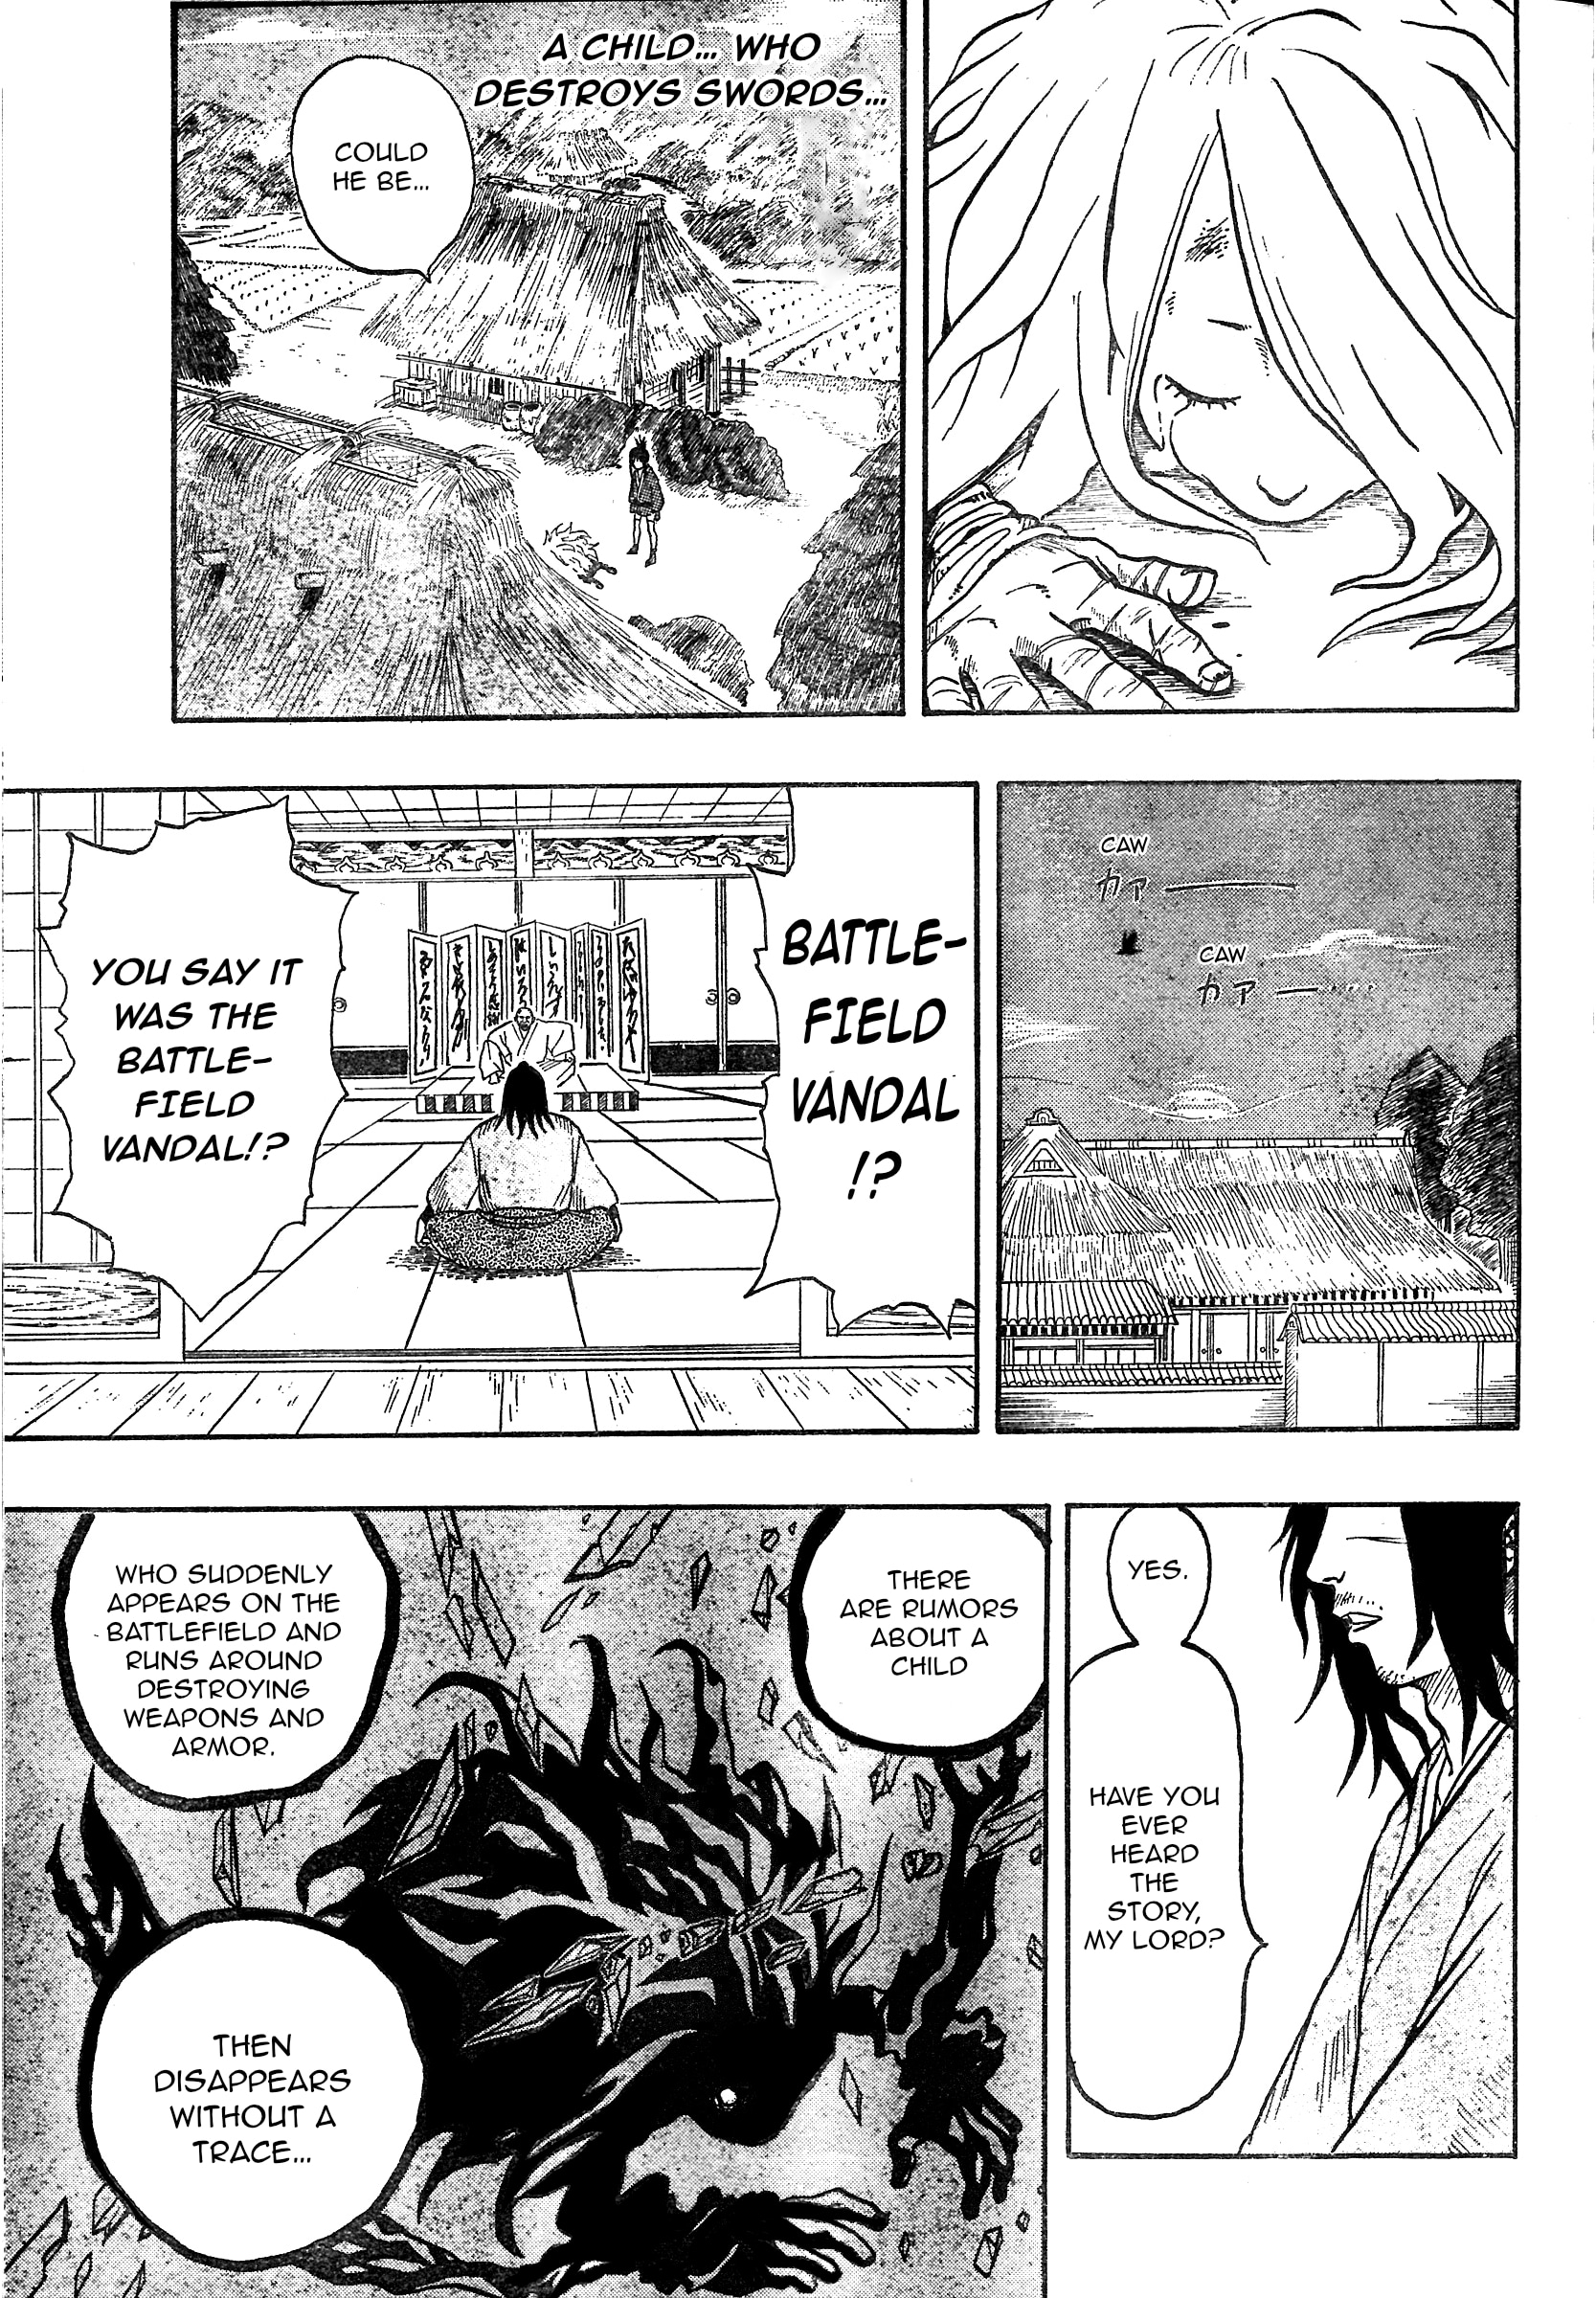 A CHILD... WHO
DESTROYS SWORDS...
COULD
HE BE...
CAW
カァ
CAW
カァ
BATTLE-
FIELD
VANDAL
!?
YOU SAY IT
WAS THE
BATTLE-
FIELD
VANDAL!?
YES.
HAVE YOU
EVER
HEARD
THE
STORY,
MY LORD?
THERE
ARE RUMORS
ABOUT A
CHILD
WHO SUDDENLY
APPEARS ON THE
BATTLEFIELD AND
RUNS AROUND
DESTROYING
WEAPONS AND
ARMOR.
THEN
DISAPPEARS
WITHOUT A
TRACE...